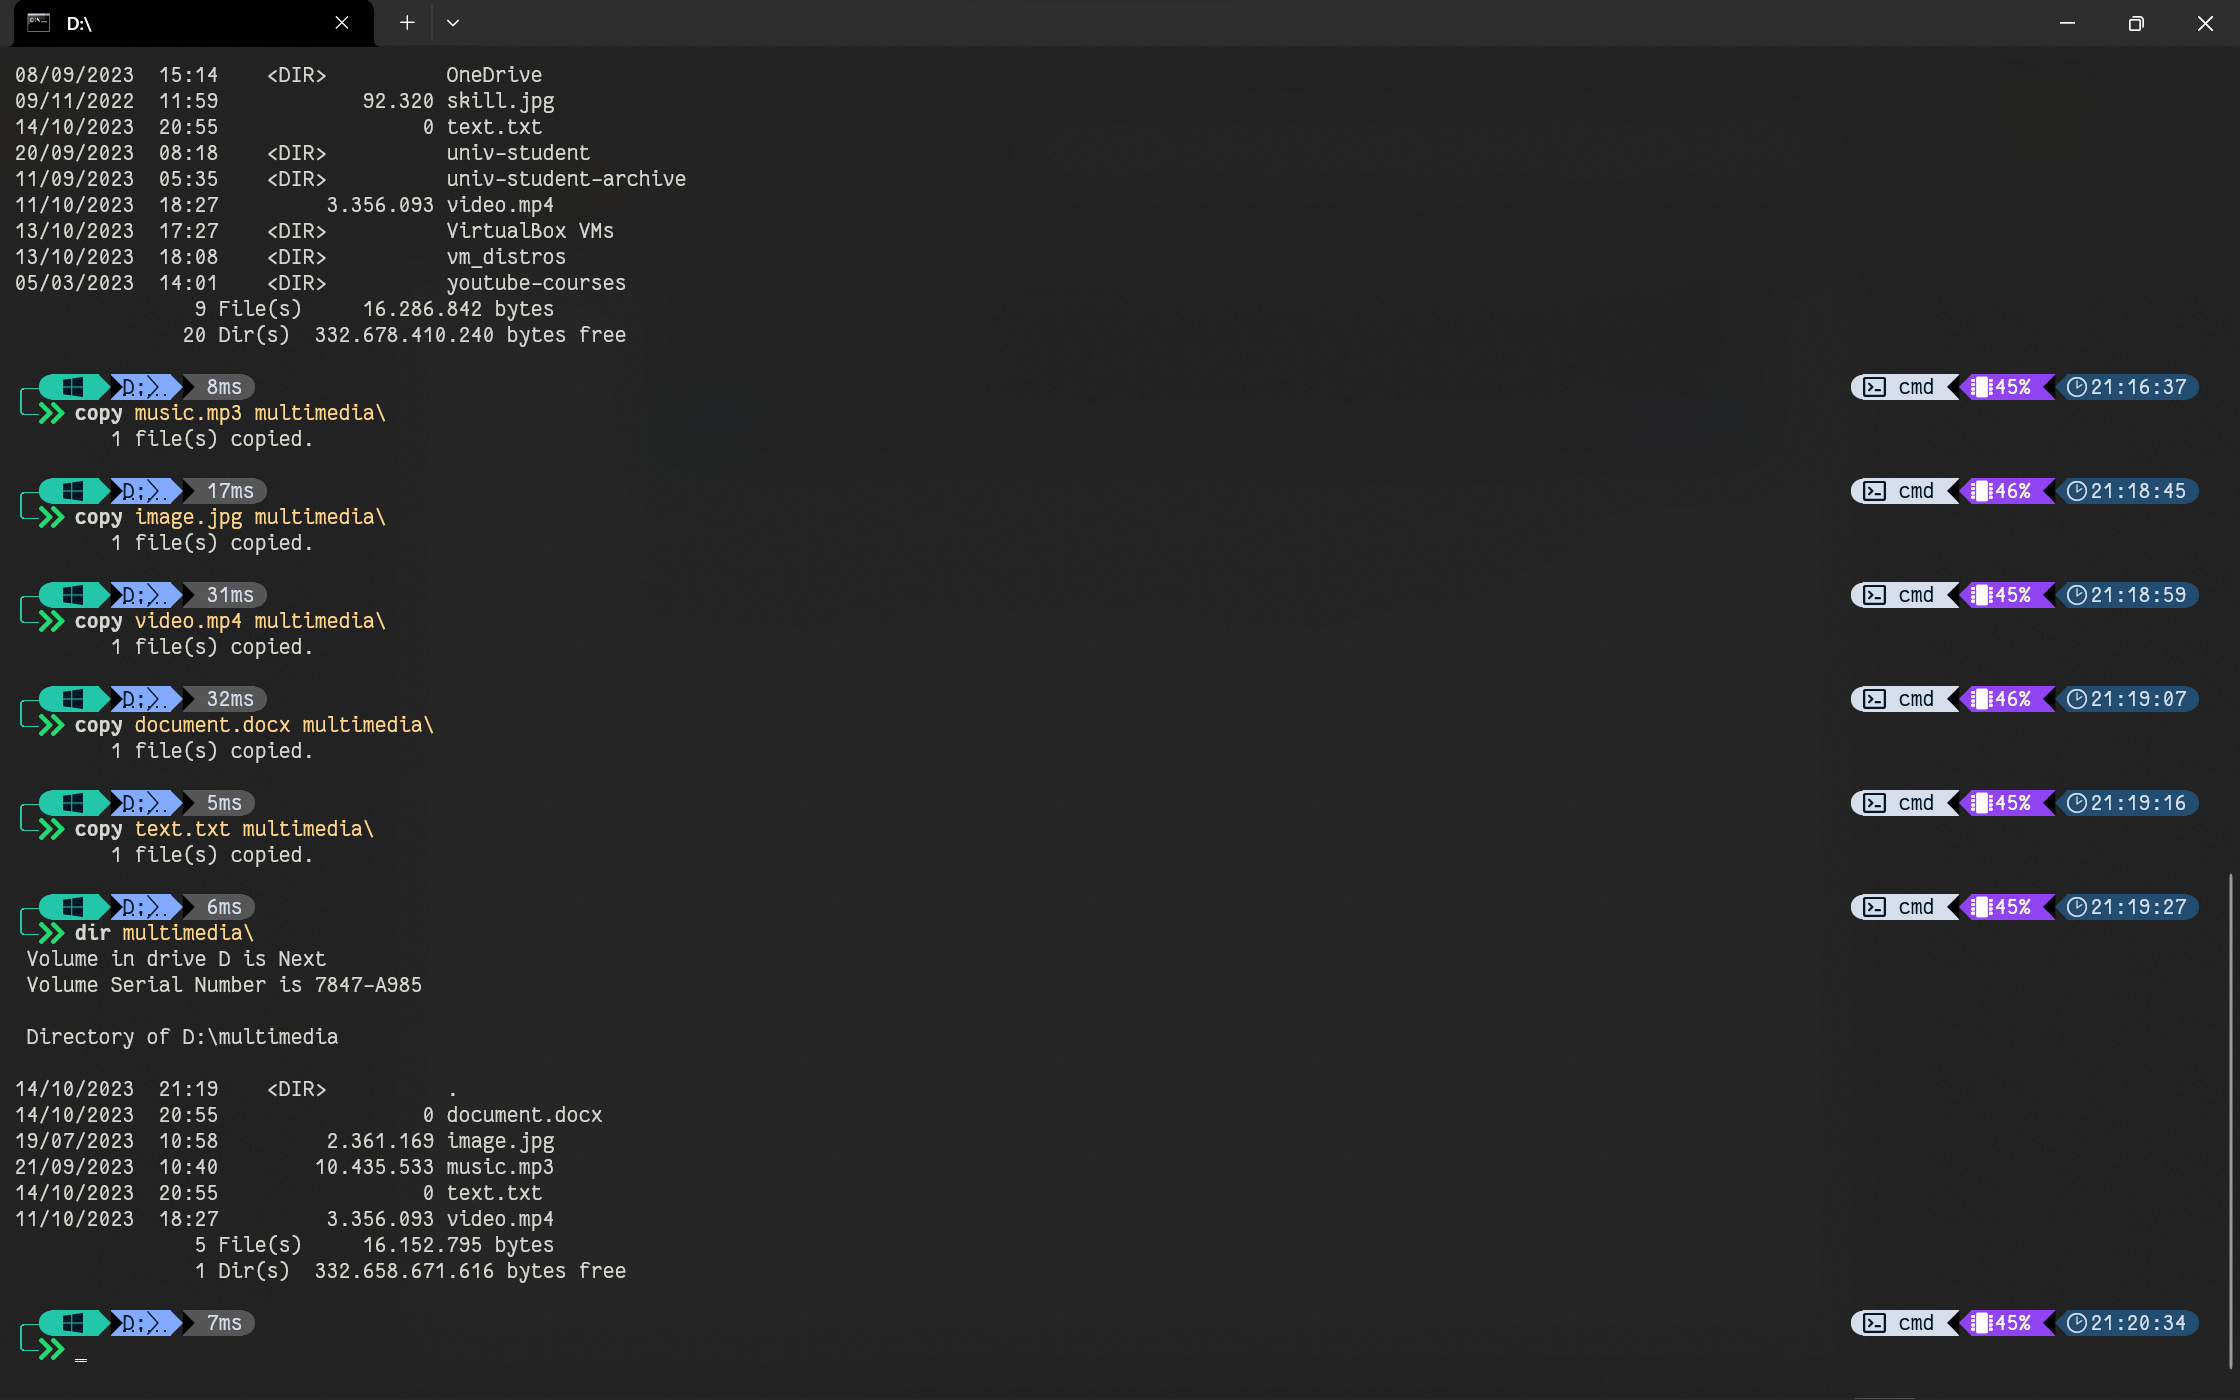 D:\
08/09/2023  15:14    <DIR>          OneDrive
09/11/2022  11:59            92.320 skill.jpg
14/10/2023  20:55                 0 text.txt
20/09/2023  08:18    <DIR>          univ-student
11/09/2023  05:35    <DIR>          univ-student-archive
11/10/2023  18:27         3.356.093 video.mp4
13/10/2023  17:27    <DIR>          VirtualBox VMs
13/10/2023  18:08    <DIR>          vm_distros
05/03/2023  14:01    <DIR>          youtube-courses
               9 File(s)     16.286.842 bytes
              20 Dir(s)  332.678.410.240 bytes free
D:\ 8ms cmd 45% 21:16:37
copy music.mp3 multimedia\
        1 file(s) copied.
D:\ 17ms cmd 46% 21:18:45
copy image.jpg multimedia\
        1 file(s) copied.
D:\ 31ms cmd 45% 21:18:59
copy video.mp4 multimedia\
        1 file(s) copied.
D:\ 32ms cmd 46% 21:19:07
copy document.docx multimedia\
        1 file(s) copied.
D:\ 5ms cmd 45% 21:19:16
copy text.txt multimedia\
        1 file(s) copied.
D:\ 6ms cmd 45% 21:19:27
dir multimedia\
 Volume in drive D is Next
 Volume Serial Number is 7847-A985
 Directory of D:\multimedia
14/10/2023  21:19    <DIR>          .
14/10/2023  20:55                 0 document.docx
19/07/2023  10:58         2.361.169 image.jpg
21/09/2023  10:40        10.435.533 music.mp3
14/10/2023  20:55                 0 text.txt
11/10/2023  18:27         3.356.093 video.mp4
               5 File(s)     16.152.795 bytes
               1 Dir(s)  332.658.671.616 bytes free
D:\ 7ms cmd 45% 21:20:34